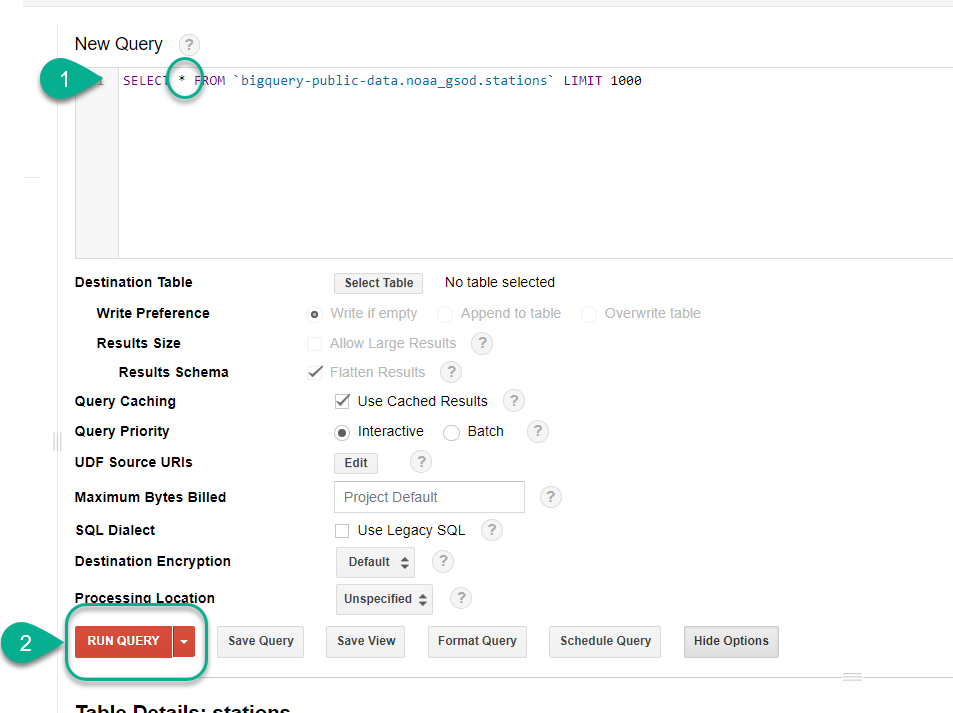 New Query ?
1 1 SELECT * FROM `bigquery-public-data.noaa_gsod.stations` LIMIT 1000
Destination Table Select Table No table selected
Write Preference Write if empty Append to table Overwrite table
Results Size Allow Large Results ?
Results Schema Flatten Results ?
Query Caching Use Cached Results ?
Query Priority Interactive Batch ?
UDF Source URIs Edit ?
Maximum Bytes Billed Project Default ?
SQL Dialect Use Legacy SQL ?
Destination Encryption Default ?
Processing Location Unspecified ?
2 RUN QUERY Save Query Save View Format Query Schedule Query Hide Options
Table Details: stations